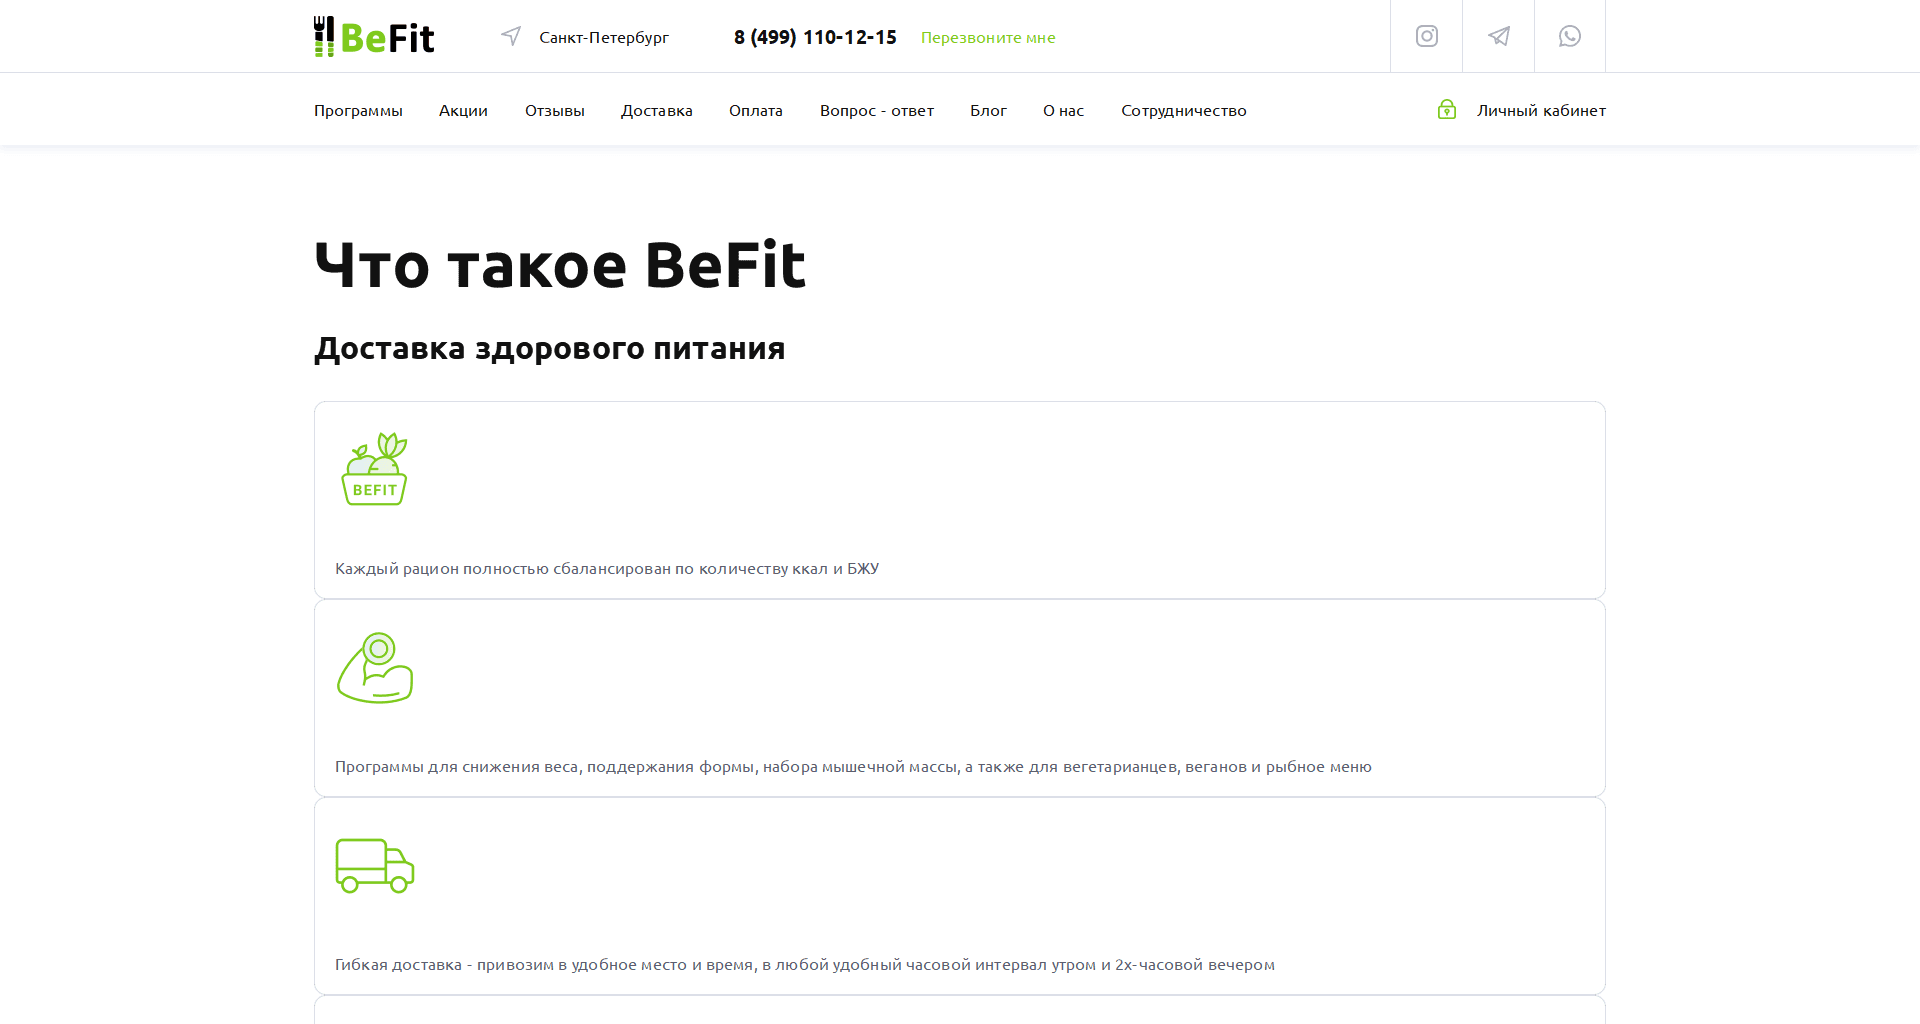 BeFit
Санкт-Петербург
8 (499) 110-12-15
Перезвоните мне
Программы
Акции
Отзывы
Доставка
Оплата
Вопрос - ответ
Блог
О нас
Сотрудничество
Личный кабинет
Что такое BeFit
Доставка здорового питания
BEFIT
Каждый рацион полностью сбалансирован по количеству ккал и БЖУ
Программы для снижения веса, поддержания формы, набора мышечной массы, а также для вегетарианцев, веганов и рыбное меню
Гибкая доставка - привозим в удобное место и время, в любой удобный часовой интервал утром и 2х-часовой вечером